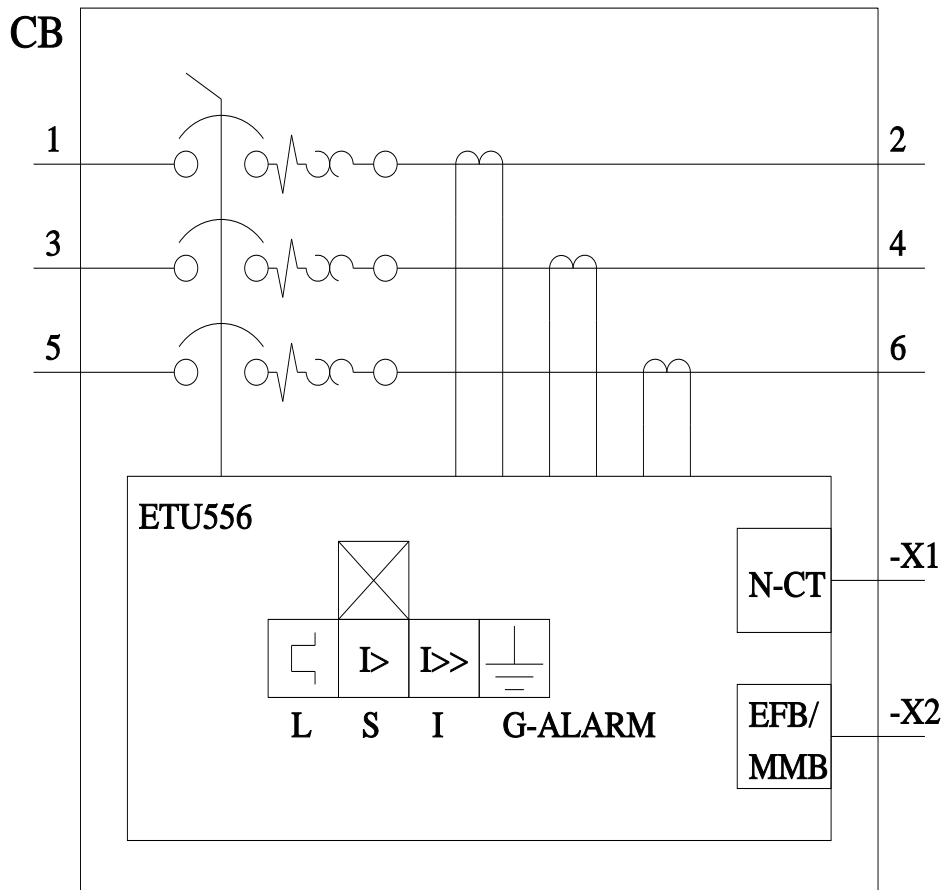 CB
1 2
3 4
5 6
ETU556
N-CT -X1
I> I>>
L S I G-ALARM
EFB/ -X2
MMB